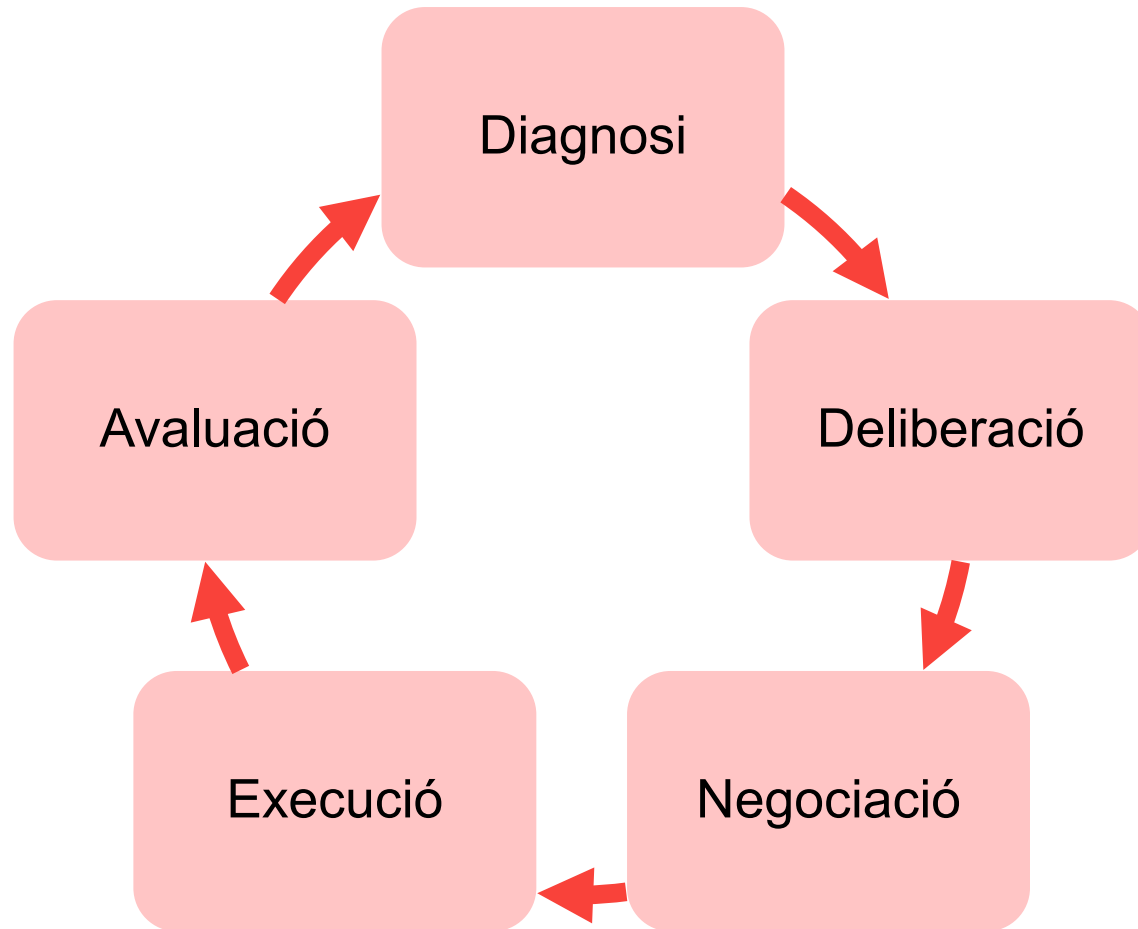 Diagnosi
Deliberació
Negociació
Execució
Avaluació